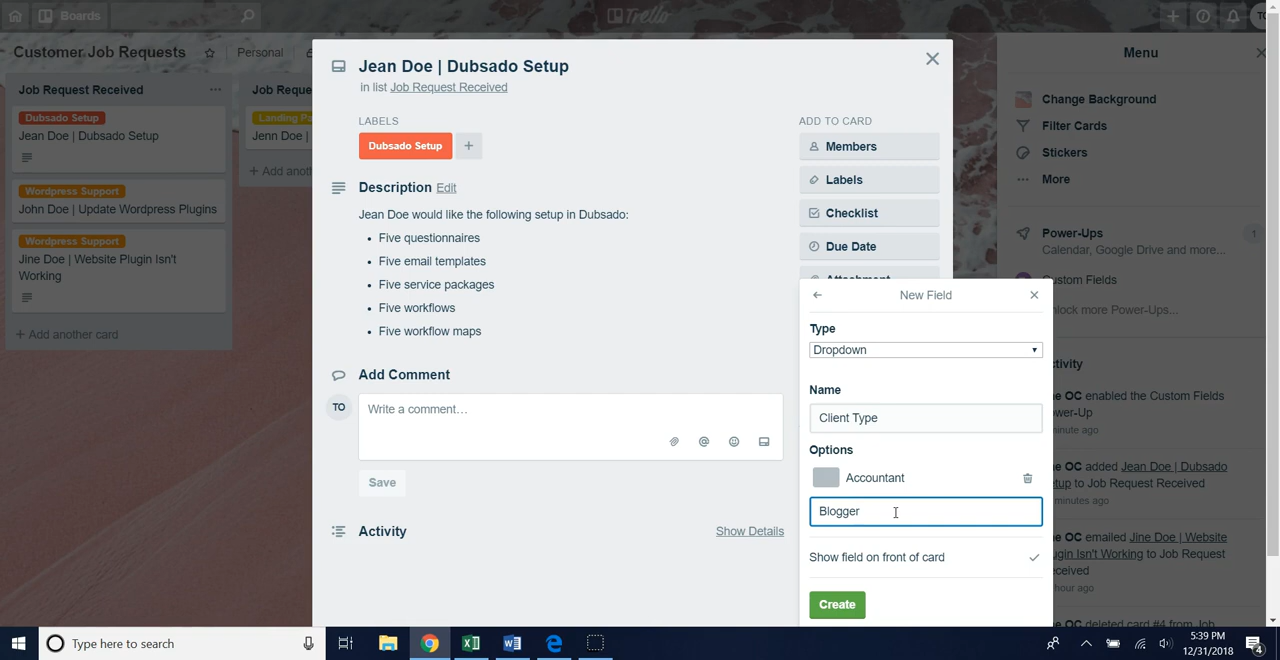 Boards
Trello
TO
Customer Job Requests
Personal
Job Request Received
Dubsado Setup
Jean Doe | Dubsado Setup
Wordpress Support
John Doe | Update Wordpress Plugins
Wordpress Support
Jine Doe | Website Plugin Isn't
Working
+ Add another card
Job Reque
Landing Pa
Jenn Doe |
+ Add anoth
Jean Doe | Dubsado Setup
in list Job Request Received
LABELS
Dubsado Setup +
Description Edit
Jean Doe would like the following setup in Dubsado:
• Five questionnaires
• Five email templates
• Five service packages
• Five workflows
• Five workflow maps
Add Comment
TO
Write a comment…
@
Save
Activity Show Details
ADD TO CARD
Members
Labels
Checklist
Due Date
Attachment
New Field
Type
Dropdown
Name
Client Type
Options
Accountant
Blogger
Show field on front of card
Create
Menu
Change Background
Filter Cards
Stickers
More
Power-Ups 1
Calendar, Google Drive and more...
ustom Fields
nlock more Power-Ups...
ctivity
e OC enabled the Custom Fields
wer-Up
minute ago
e OC added Jean Doe | Dubsado
tup to Job Request Received
minutes ago
e OC emailed Jine Doe | Website
ugin Isn't Working to Job Request
eceived
hour ago
e OC deleted card #4 from Job
Type here to search
5:39 PM
12/31/2018
4